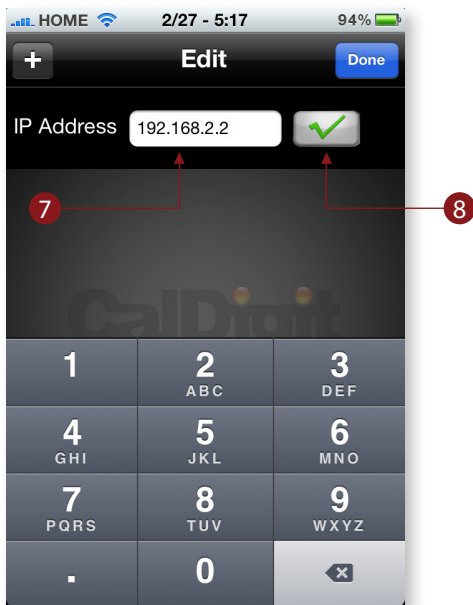 HOME 2/27 - 5:17 94%
+ Edit Done
IP Address 192.168.2.2
7 8
CalDigit
1 2 3
ABC DEF
4 5 6
GHI JKL MNO
7 8 9
PQRS TUV WXYZ
. 0